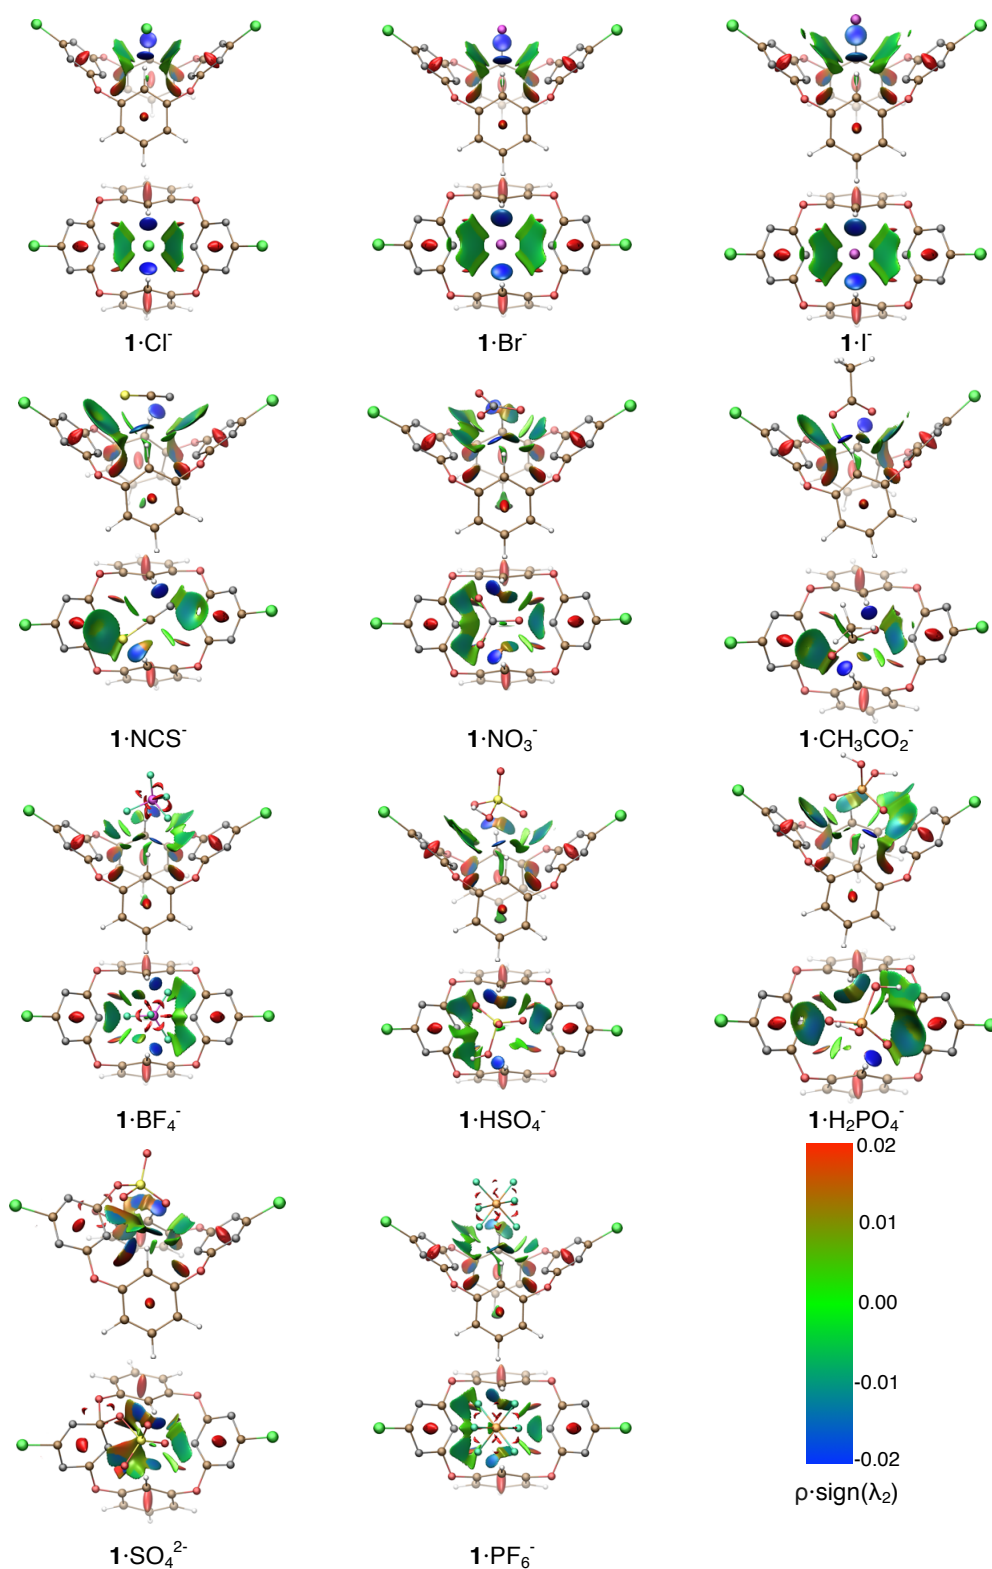 1·Cl⁻ 1·Br⁻ 1·I⁻
1·NCS⁻ 1·NO₃⁻ 1·CH₃CO₂⁻
1·BF₄⁻ 1·HSO₄⁻ 1·H₂PO₄⁻
0.02
0.01
0.00
-0.01
-0.02
ρ·sign(λ₂)
1·SO₄²⁻ 1·PF₆⁻